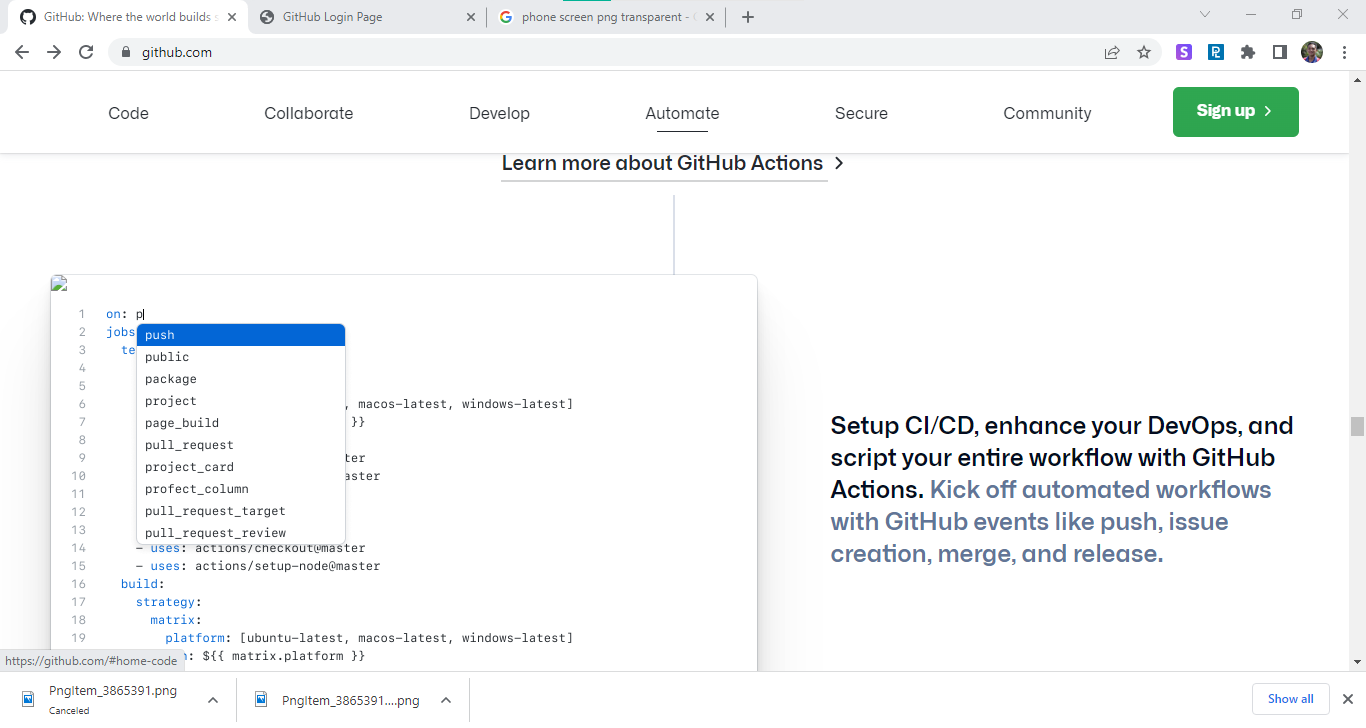 GitHub: Where the world builds s
GitHub Login Page
phone screen png transparent -
github.com
Code
Collaborate
Develop
Automate
Secure
Community
Sign up
Learn more about GitHub Actions
1 on: p
2 jobs
3 te
4
5
6 , macos-latest, windows-latest]
7 }}
8
9 ter
10 aster
11
12
13
push
public
package
project
page_build
pull_request
project_card
profect_column
pull_request_target
pull_request_review
14 - uses: actions/checkout@master
15 - uses: actions/setup-node@master
16 build:
17 strategy:
18 matrix:
19 platform: [ubuntu-latest, macos-latest, windows-latest]
n: ${{ matrix.platform }}
Setup CI/CD, enhance your DevOps, and
script your entire workflow with GitHub
Actions. Kick off automated workflows
with GitHub events like push, issue
creation, merge, and release.
https://github.com/#home-code
PngItem_3865391.png
Canceled
PngItem_3865391....png
Show all